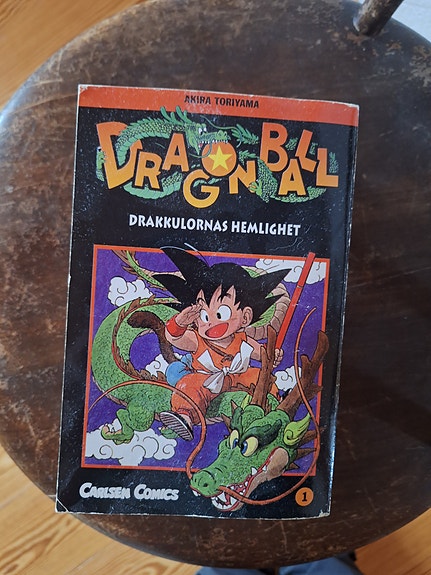 AKIRA TORIYAMA
DRAGON BALL
DRAKKULORNAS HEMLIGHET
CARLSEN COMICS
1